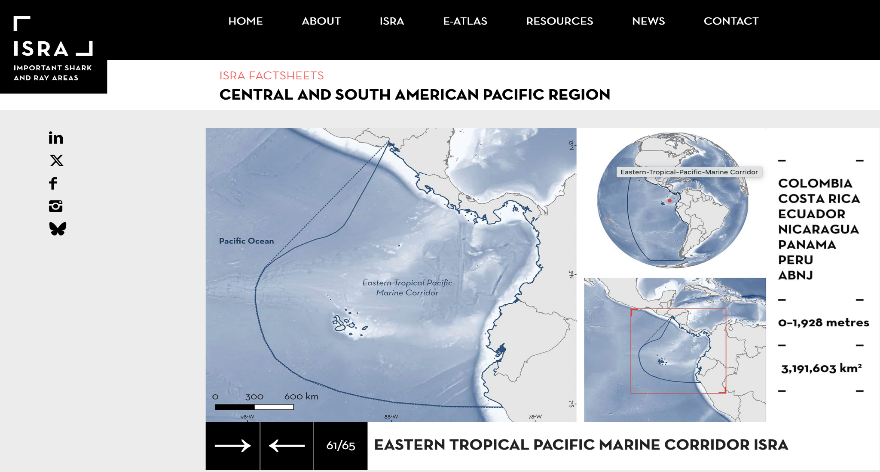 HOME ABOUT ISRA E-ATLAS RESOURCES NEWS CONTACT
ISRA
IMPORTANT SHARK
AND RAY AREAS
ISRA FACTSHEETS
CENTRAL AND SOUTH AMERICAN PACIFIC REGION
Pacific Ocean
Eastern Tropical Pacific
Marine Corridor
0 300 600 km
88°W
Eastern-Tropical-Pacific-Marine Corridor
COLOMBIA
COSTA RICA
ECUADOR
NICARAGUA
PANAMA
PERU
ABNJ
0–1,928 metres
3,191,603 km²
61/65
EASTERN TROPICAL PACIFIC MARINE CORRIDOR ISRA